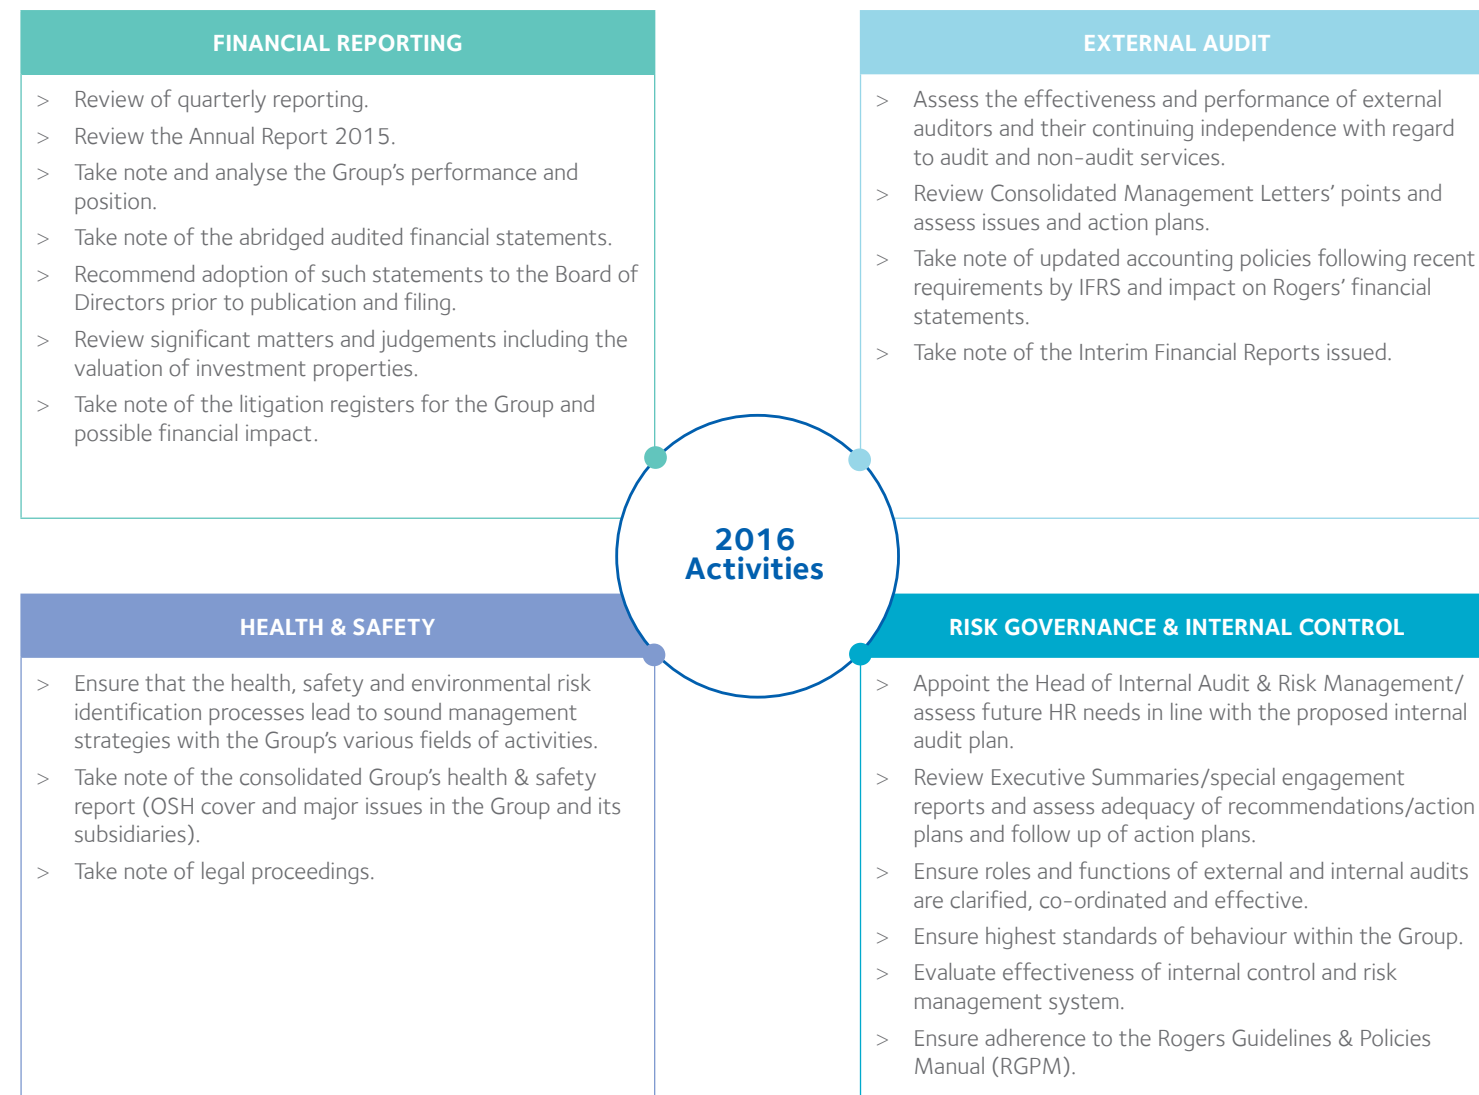 FINANCIAL REPORTING
> Review of quarterly reporting.
> Review the Annual Report 2015.
> Take note and analyse the Group’s performance and
position.
> Take note of the abridged audited financial statements.
> Recommend adoption of such statements to the Board of
Directors prior to publication and filing.
> Review significant matters and judgements including the
valuation of investment properties.
> Take note of the litigation registers for the Group and
possible financial impact.
EXTERNAL AUDIT
> Assess the effectiveness and performance of external
auditors and their continuing independence with regard
to audit and non-audit services.
> Review Consolidated Management Letters’ points and
assess issues and action plans.
> Take note of updated accounting policies following recent
requirements by IFRS and impact on Rogers’ financial
statements.
> Take note of the Interim Financial Reports issued.
2016
Activities
HEALTH & SAFETY
> Ensure that the health, safety and environmental risk
identification processes lead to sound management
strategies with the Group’s various fields of activities.
> Take note of the consolidated Group’s health & safety
report (OSH cover and major issues in the Group and its
subsidiaries).
> Take note of legal proceedings.
RISK GOVERNANCE & INTERNAL CONTROL
> Appoint the Head of Internal Audit & Risk Management/
assess future HR needs in line with the proposed internal
audit plan.
> Review Executive Summaries/special engagement
reports and assess adequacy of recommendations/action
plans and follow up of action plans.
> Ensure roles and functions of external and internal audits
are clarified, co-ordinated and effective.
> Ensure highest standards of behaviour within the Group.
> Evaluate effectiveness of internal control and risk
management system.
> Ensure adherence to the Rogers Guidelines & Policies
Manual (RGPM).